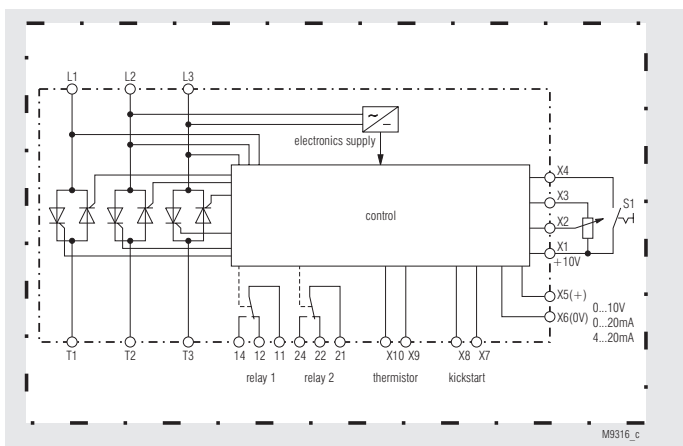 L1 L2 L3
~
–
electronics supply
X4
X3
S1
control
X2
X1
+10V
X5(+)
0...10V
X6(0V)
0...20mA
4...20mA
T1 T2 T3 14 12 11 24 22 21 X10 X9 X8 X7
relay 1 relay 2 thermistor kickstart
M9316_c